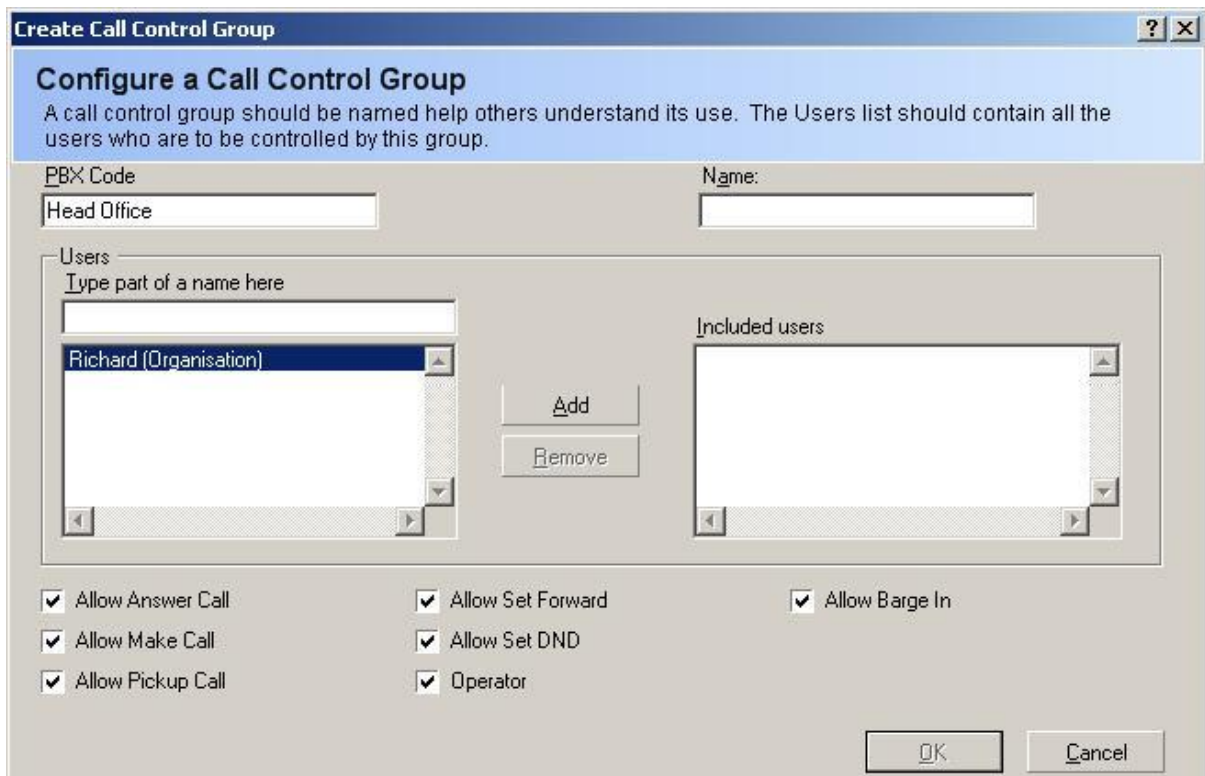 Create Call Control Group
Configure a Call Control Group
A call control group should be named help others understand its use. The Users list should contain all the
users who are to be controlled by this group.
PBX Code
Name:
Head Office
Users
Type part of a name here
Included users
Richard (Organisation)
Add
Remove
Allow Answer Call
Allow Set Forward
Allow Barge In
Allow Make Call
Allow Set DND
Allow Pickup Call
Operator
OK
Cancel